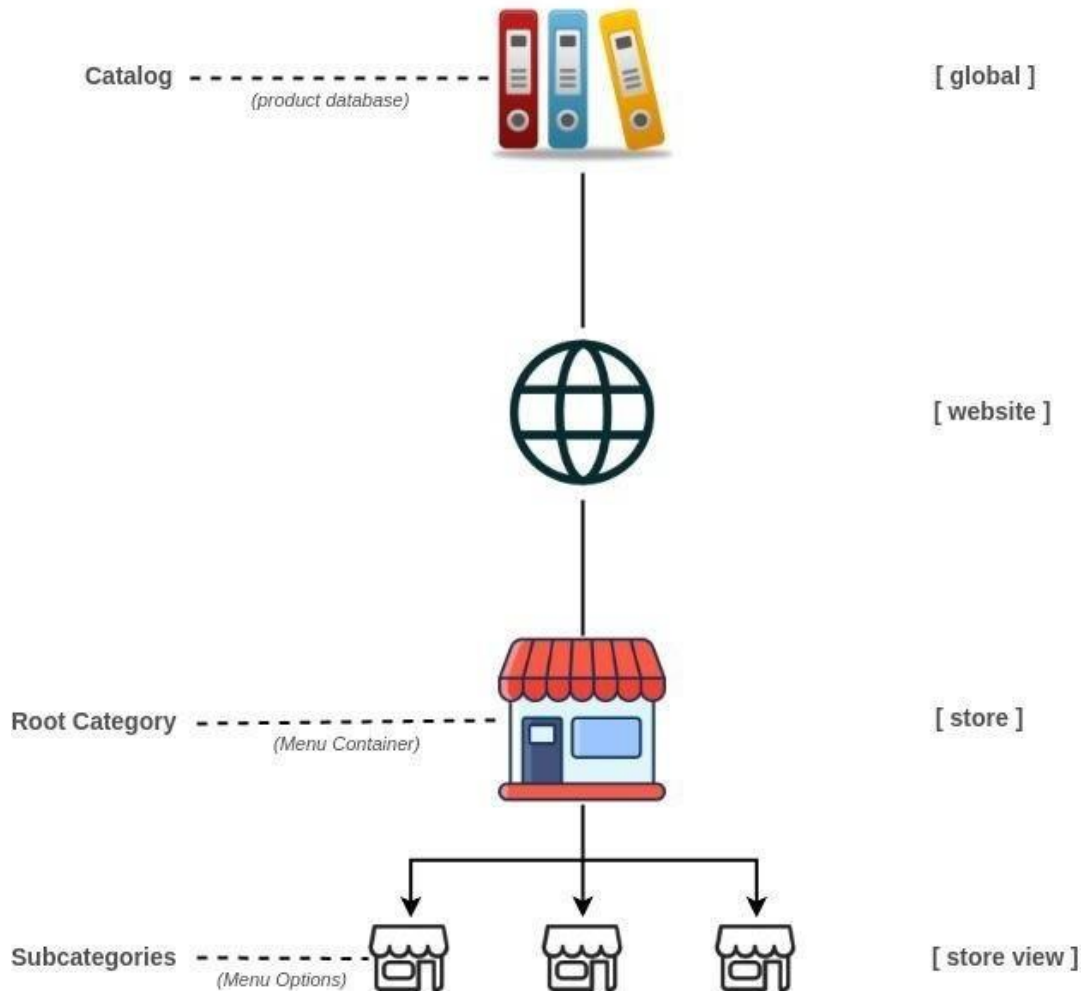 Catalog
(product database)
[ global ]
[ website ]
Root Category
(Menu Container)
[ store ]
Subcategories
(Menu Options)
[ store view ]